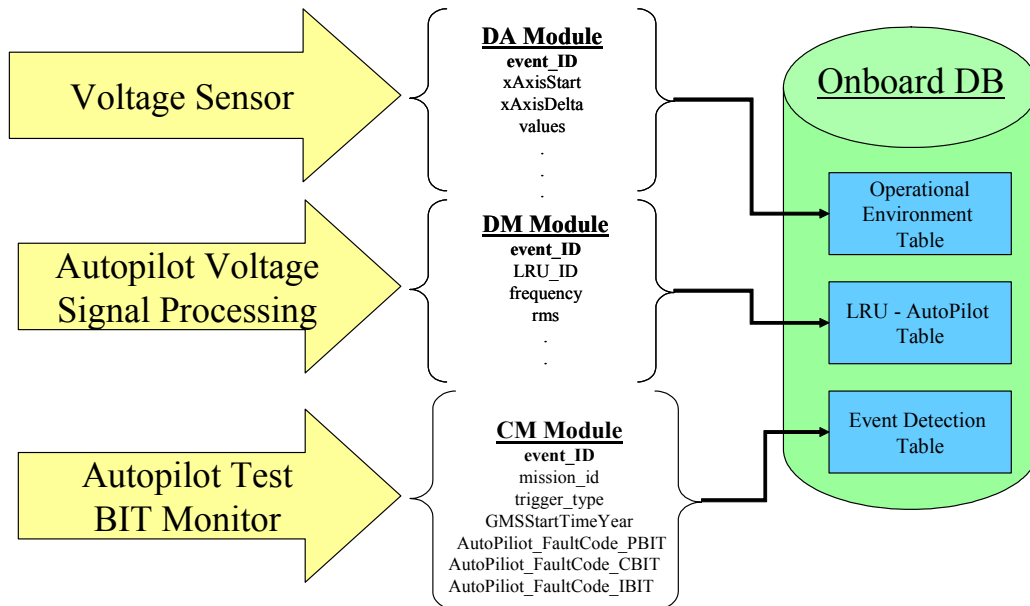 Voltage Sensor
DA Module
event_ID
xAxisStart
xAxisDelta
values
.
.
.
Autopilot Voltage
Signal Processing
DM Module
event_ID
LRU_ID
frequency
rms
.
.
.
Autopilot Test
BIT Monitor
CM Module
event_ID
mission_id
trigger_type
GMSStartTimeYear
AutoPiliot_FaultCode_PBIT
AutoPiliot_FaultCode_CBIT
AutoPiliot_FaultCode_IBIT
Onboard DB
Operational
Environment
Table
LRU - AutoPilot
Table
Event Detection
Table